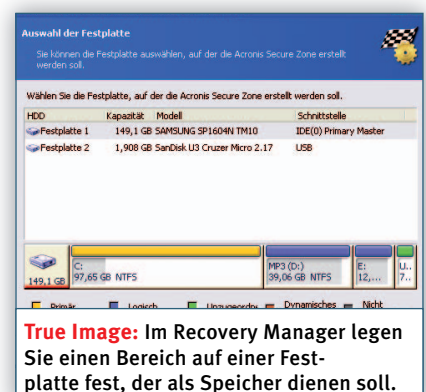 Auswahl der Festplatte
Sie können die Festplatte auswählen, auf der die Acronis Secure Zone erstellt
werden soll.
Wählen Sie die Festplatte, auf der die Acronis Secure Zone erstellt werden soll.
HDD Kapazität Modell Schnittstelle
Festplatte 1 149,1 GB SAMSUNG SP1604N TM10 IDE(0) Primary Master
Festplatte 2 1,908 GB SanDisk U3 Cruzer Micro 2.17 USB
C: MP3 (D:) E: U..
149,1 GB 97,65 GB NTFS 39,06 GB NTFS 12,... 7..
Primär Logisch Dynamisches Nicht
True Image: Im Recovery Manager legen
Sie einen Bereich auf einer Fest-
platte fest, der als Speicher dienen soll.